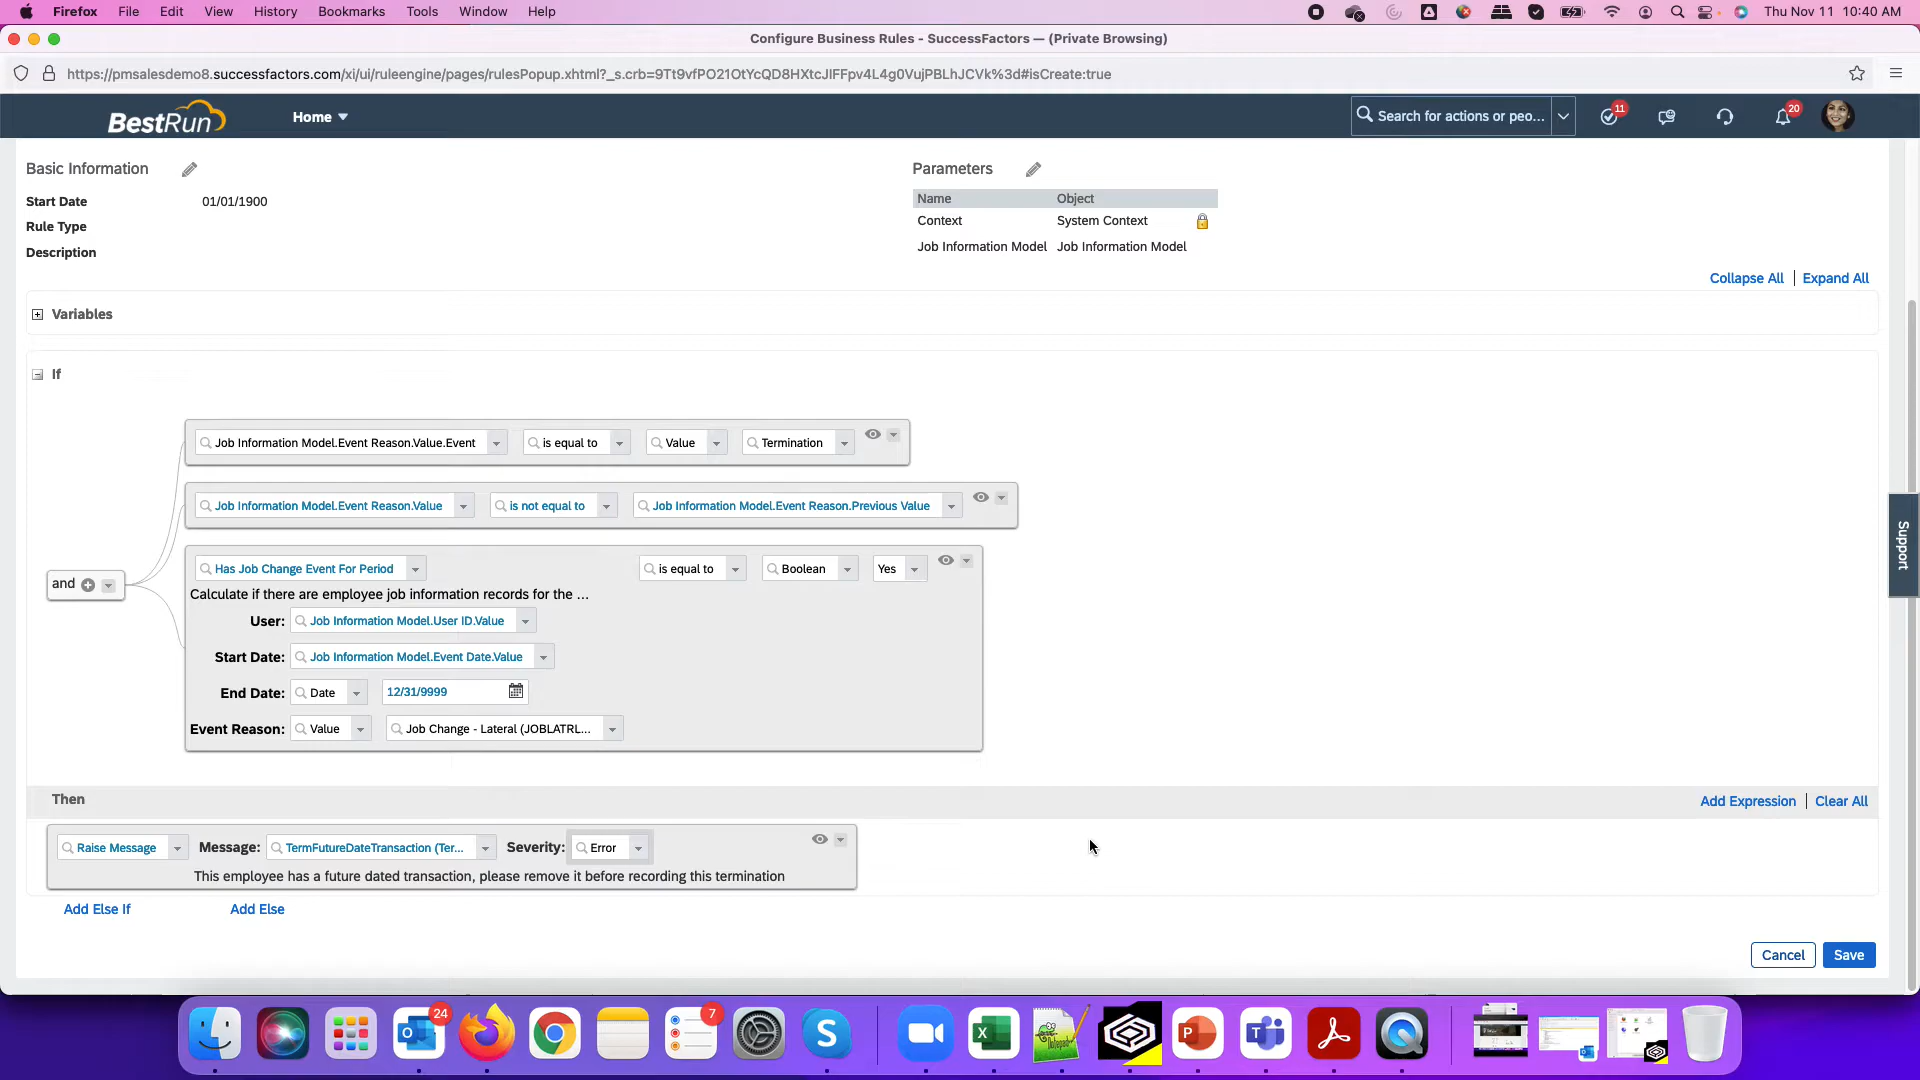 Firefox File Edit View History Bookmarks Tools Window Help Thu Nov 11 10:40 AM
Configure Business Rules - SuccessFactors — (Private Browsing)
https://pmsalesdemo8.successfactors.com/xi/ui/ruleengine/pages/rulesPopup.xhtml?_s.crb=9Tt9vfPO21OtYcQD8HXtcJIFFpv4L4g0VujPBLhJCVk%3d#isCreate:true
BestRun Home Search for actions or peo... 11 20
Basic Information Parameters
Start Date 01/01/1900 Name Object
Rule Type Context System Context
Description Job Information Model Job Information Model
Collapse All Expand All
Variables
If
Job Information Model.Event Reason.Value.Event is equal to Value Termination
Job Information Model.Event Reason.Value is not equal to Job Information Model.Event Reason.Previous Value
Support
Has Job Change Event For Period is equal to Boolean Yes
and
Calculate if there are employee job information records for the ...
User: Job Information Model.User ID.Value
Start Date: Job Information Model.Event Date.Value
End Date: Date 12/31/9999
Event Reason: Value Job Change - Lateral (JOBLATRL...
Then Add Expression Clear All
Raise Message Message: TermFutureDateTransaction (Ter... Severity: Error
This employee has a future dated transaction, please remove it before recording this termination
Add Else If Add Else
Cancel Save
24 7